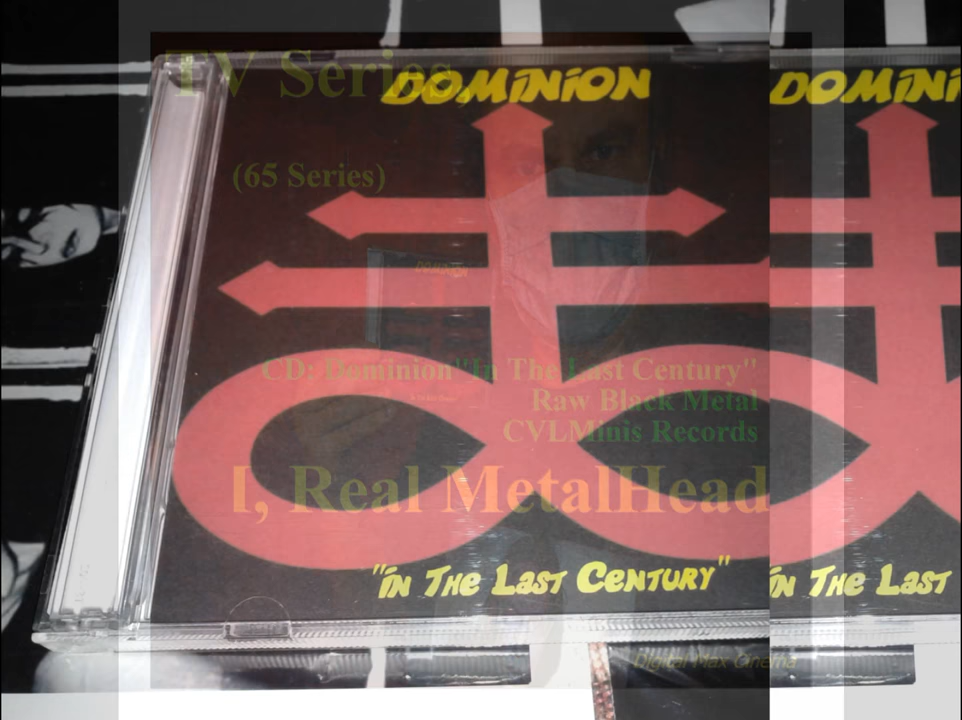 TV Series,
DOMINION
DOMINI
(65 Series)
DOMINION
CD: Dominion"In The Last Century"
Raw Black Metal
CVLMinis Records
I, Real MetalHead
"IN THE LAST CENTURY"
IN THE LAST
Digital Max Cinema